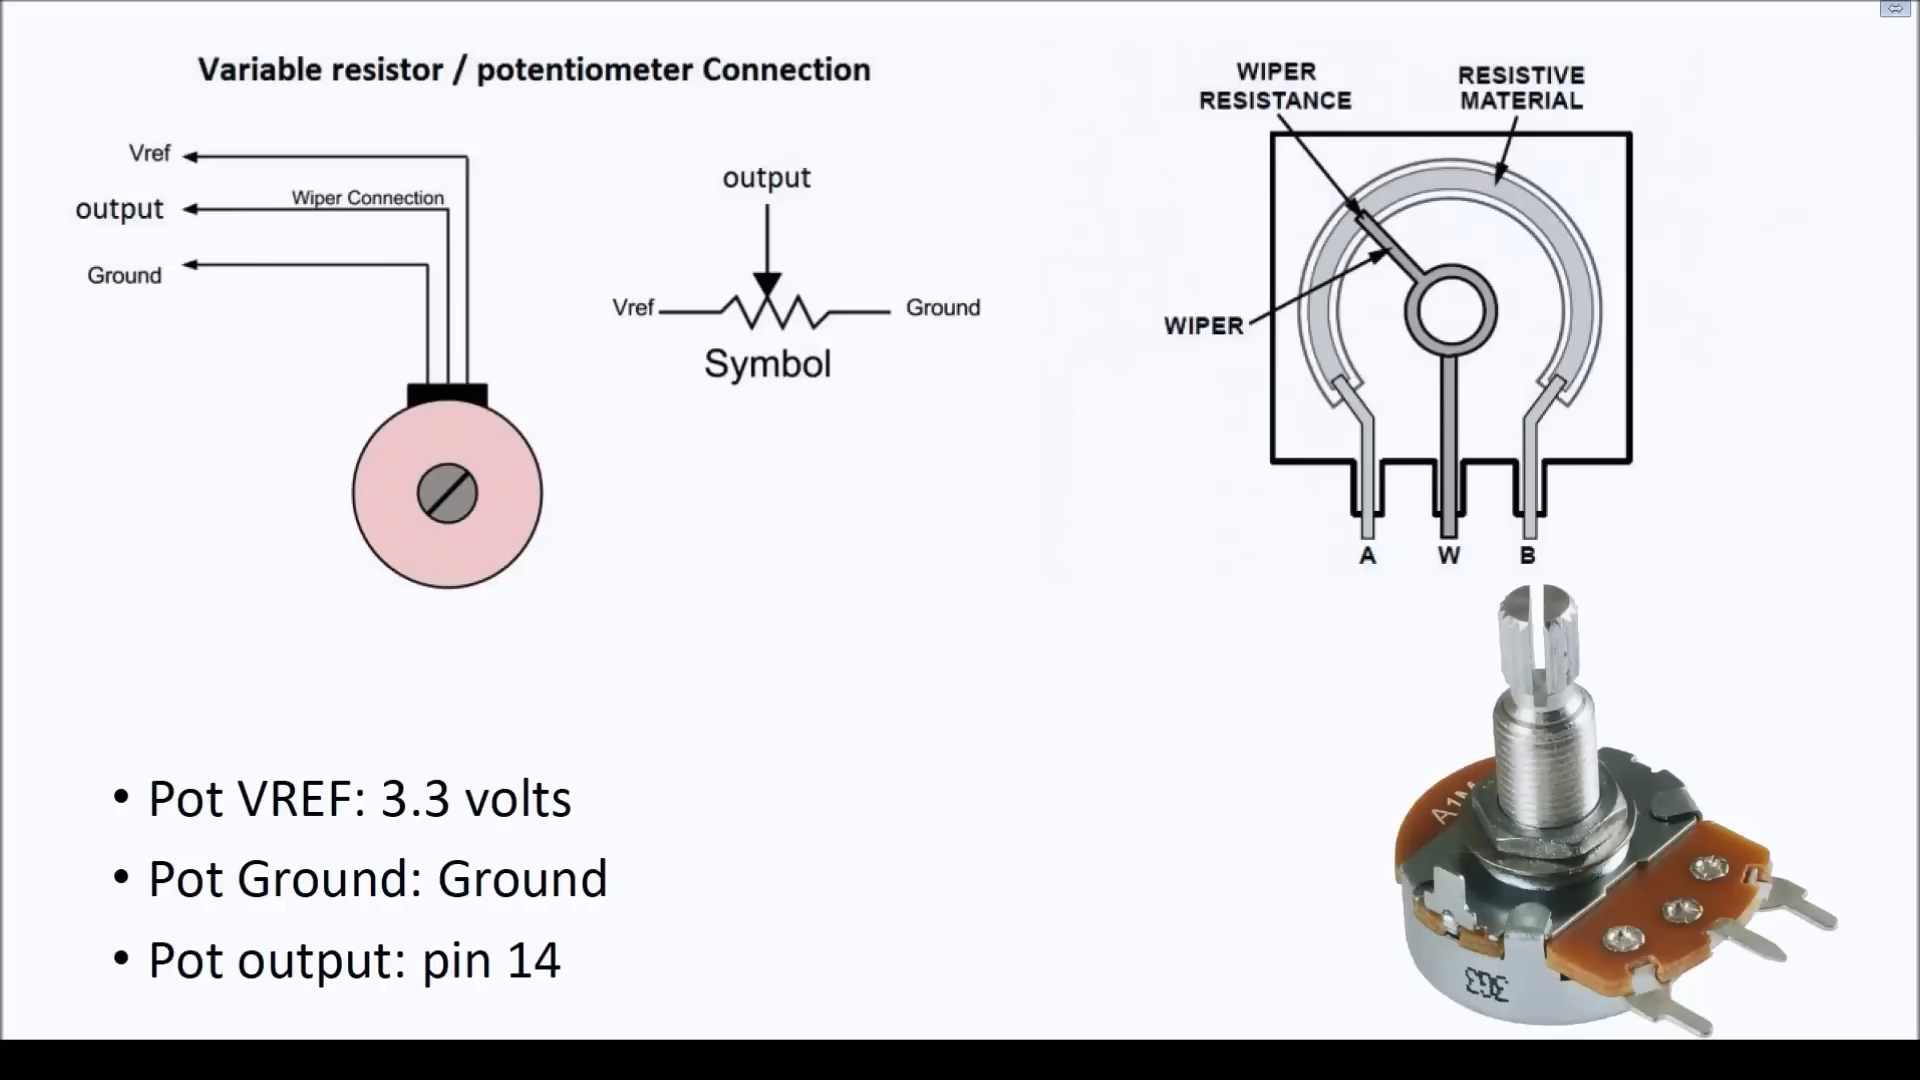 Variable resistor / potentiometer Connection
Vref
Wiper Connection
output
Ground
output
Vref
Ground
Symbol
WIPER
RESISTANCE
RESISTIVE
MATERIAL
WIPER
A W B
• Pot VREF: 3.3 volts
• Pot Ground: Ground
• Pot output: pin 14